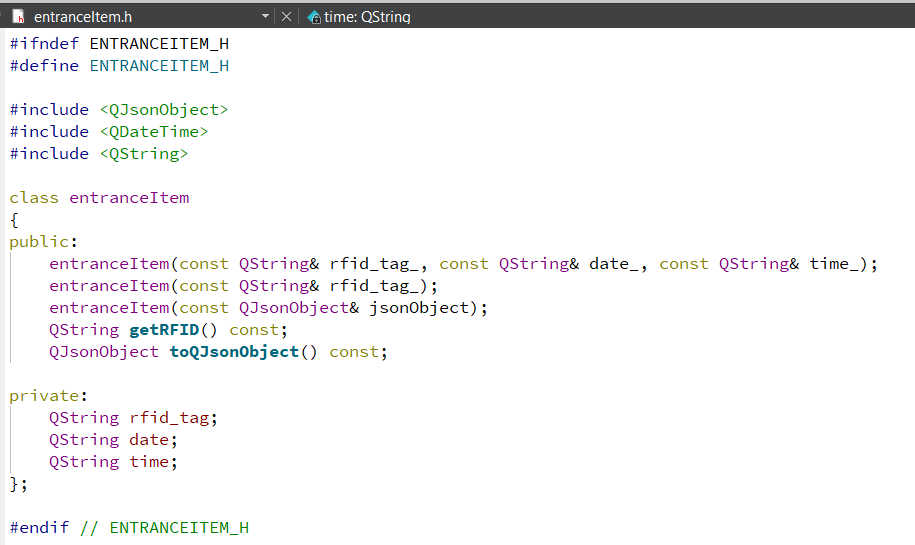 entranceItem.h time: QString
#ifndef ENTRANCEITEM_H
#define ENTRANCEITEM_H
#include <QJsonObject>
#include <QDateTime>
#include <QString>
class entranceItem
{
public:
entranceItem(const QString& rfid_tag_, const QString& date_, const QString& time_);
entranceItem(const QString& rfid_tag_);
entranceItem(const QJsonObject& jsonObject);
QString getRFID() const;
QJsonObject toQJsonObject() const;
private:
QString rfid_tag;
QString date;
QString time;
};
#endif // ENTRANCEITEM_H